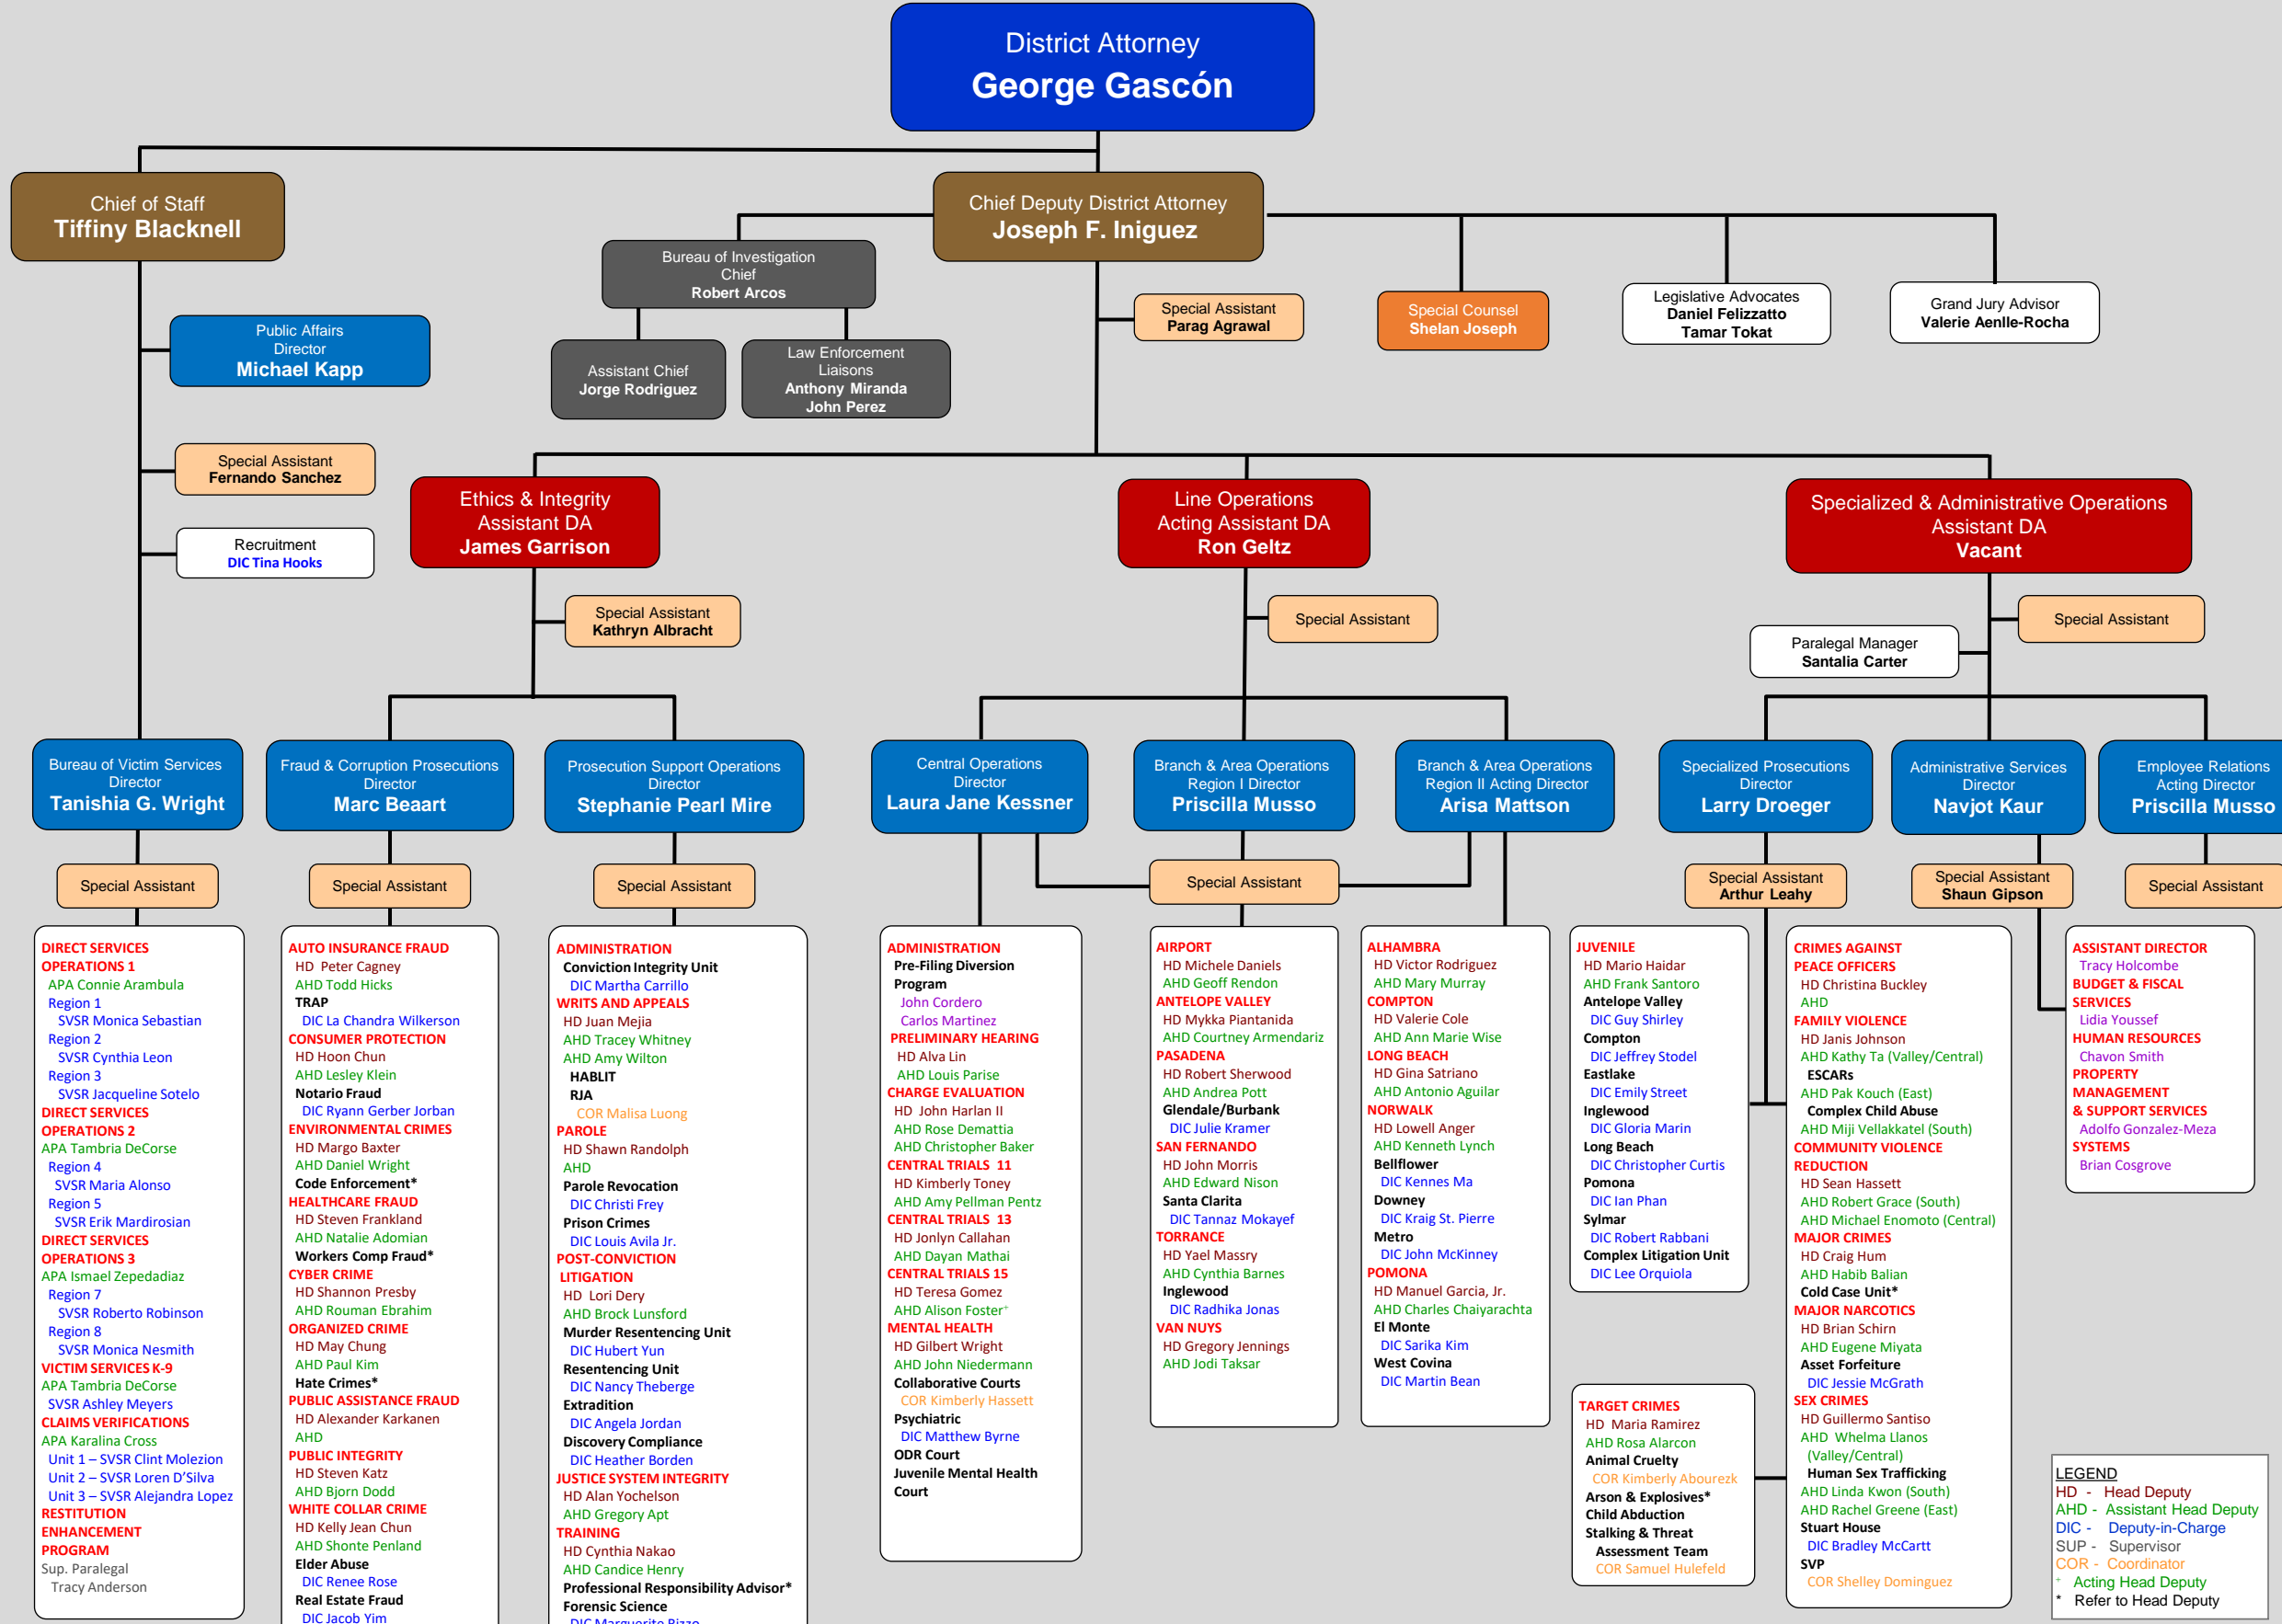 District Attorney
George Gascón
Chief of Staff
Tiffiny Blacknell
Chief Deputy District Attorney
Joseph F. Iniguez
Bureau of Investigation
Chief
Robert Arcos
Assistant Chief
Jorge Rodriguez
Law Enforcement
Liaisons
Anthony Miranda
John Perez
Special Assistant
Parag Agrawal
Special Counsel
Shelan Joseph
Legislative Advocates
Daniel Felizzatto
Tamar Tokat
Grand Jury Advisor
Valerie Aenlle-Rocha
Public Affairs
Director
Michael Kapp
Special Assistant
Fernando Sanchez
Recruitment
DIC Tina Hooks
Ethics & Integrity
Assistant DA
James Garrison
Special Assistant
Kathryn Albracht
Line Operations
Acting Assistant DA
Ron Geltz
Special Assistant
Specialized & Administrative Operations
Assistant DA
Vacant
Special Assistant
Paralegal Manager
Santalia Carter
Bureau of Victim Services
Director
Tanishia G. Wright
Fraud & Corruption Prosecutions
Director
Marc Beaart
Prosecution Support Operations
Director
Stephanie Pearl Mire
Central Operations
Director
Laura Jane Kessner
Branch & Area Operations
Region I Director
Priscilla Musso
Branch & Area Operations
Region II Acting Director
Arisa Mattson
Specialized Prosecutions
Director
Larry Droeger
Administrative Services
Director
Navjot Kaur
Employee Relations
Acting Director
Priscilla Musso
Special Assistant
Special Assistant
Special Assistant
Special Assistant
Special Assistant
Arthur Leahy
Special Assistant
Shaun Gipson
Special Assistant
DIRECT SERVICES
OPERATIONS 1
APA Connie Arambula
Region 1
SVSR Monica Sebastian
Region 2
SVSR Cynthia Leon
Region 3
SVSR Jacqueline Sotelo
DIRECT SERVICES
OPERATIONS 2
APA Tambria DeCorse
Region 4
SVSR Maria Alonso
Region 5
SVSR Erik Mardirosian
DIRECT SERVICES
OPERATIONS 3
APA Ismael Zepedadiaz
Region 7
SVSR Roberto Robinson
Region 8
SVSR Monica Nesmith
VICTIM SERVICES K-9
APA Tambria DeCorse
SVSR Ashley Meyers
CLAIMS VERIFICATIONS
APA Karalina Cross
Unit 1 – SVSR Clint Molezion
Unit 2 – SVSR Loren D’Silva
Unit 3 – SVSR Alejandra Lopez
RESTITUTION
ENHANCEMENT
PROGRAM
Sup. Paralegal
Tracy Anderson
AUTO INSURANCE FRAUD
HD Peter Cagney
AHD Todd Hicks
TRAP
DIC La Chandra Wilkerson
CONSUMER PROTECTION
HD Hoon Chun
AHD Lesley Klein
Notario Fraud
DIC Ryann Gerber Jorban
ENVIRONMENTAL CRIMES
HD Margo Baxter
AHD Daniel Wright
Code Enforcement*
HEALTHCARE FRAUD
HD Steven Frankland
AHD Natalie Adomian
Workers Comp Fraud*
CYBER CRIME
HD Shannon Presby
AHD Rouman Ebrahim
ORGANIZED CRIME
HD May Chung
AHD Paul Kim
Hate Crimes*
PUBLIC ASSISTANCE FRAUD
HD Alexander Karkanen
AHD
PUBLIC INTEGRITY
HD Steven Katz
AHD Bjorn Dodd
WHITE COLLAR CRIME
HD Kelly Jean Chun
AHD Shonte Penland
Elder Abuse
DIC Renee Rose
Real Estate Fraud
DIC Jacob Yim
ADMINISTRATION
Conviction Integrity Unit
DIC Martha Carrillo
WRITS AND APPEALS
HD Juan Mejia
AHD Tracey Whitney
AHD Amy Wilton
HABLIT
RJA
COR Malisa Luong
PAROLE
HD Shawn Randolph
AHD
Parole Revocation
DIC Christi Frey
Prison Crimes
DIC Louis Avila Jr.
POST-CONVICTION
LITIGATION
HD Lori Dery
AHD Brock Lunsford
Murder Resentencing Unit
DIC Hubert Yun
Resentencing Unit
DIC Nancy Theberge
Extradition
DIC Angela Jordan
Discovery Compliance
DIC Heather Borden
JUSTICE SYSTEM INTEGRITY
HD Alan Yochelson
AHD Gregory Apt
TRAINING
HD Cynthia Nakao
AHD Candice Henry
Professional Responsibility Advisor*
Forensic Science
DIC Marguerite Rizzo
ADMINISTRATION
Pre-Filing Diversion
Program
John Cordero
Carlos Martinez
PRELIMINARY HEARING
HD Alva Lin
AHD Louis Parise
CHARGE EVALUATION
HD John Harlan II
AHD Rose Demattia
AHD Christopher Baker
CENTRAL TRIALS 11
HD Kimberly Toney
AHD Amy Pellman Pentz
CENTRAL TRIALS 13
HD Jonlyn Callahan
AHD Dayan Mathai
CENTRAL TRIALS 15
HD Teresa Gomez
AHD Alison Foster+
MENTAL HEALTH
HD Gilbert Wright
AHD John Niedermann
Collaborative Courts
COR Kimberly Hassett
Psychiatric
DIC Matthew Byrne
ODR Court
Juvenile Mental Health
Court
AIRPORT
HD Michele Daniels
AHD Geoff Rendon
ANTELOPE VALLEY
HD Mykka Piantanida
AHD Courtney Armendariz
PASADENA
HD Robert Sherwood
AHD Andrea Pott
Glendale/Burbank
DIC Julie Kramer
SAN FERNANDO
HD John Morris
AHD Edward Nison
Santa Clarita
DIC Tannaz Mokayef
TORRANCE
HD Yael Massry
AHD Cynthia Barnes
Inglewood
DIC Radhika Jonas
VAN NUYS
HD Gregory Jennings
AHD Jodi Taksar
ALHAMBRA
HD Victor Rodriguez
AHD Mary Murray
COMPTON
HD Valerie Cole
AHD Ann Marie Wise
LONG BEACH
HD Gina Satriano
AHD Antonio Aguilar
NORWALK
HD Lowell Anger
AHD Kenneth Lynch
Bellflower
DIC Kennes Ma
Downey
DIC Kraig St. Pierre
Metro
DIC John McKinney
POMONA
HD Manuel Garcia, Jr.
AHD Charles Chaiyarachta
El Monte
DIC Sarika Kim
West Covina
DIC Martin Bean
JUVENILE
HD Mario Haidar
AHD Frank Santoro
Antelope Valley
DIC Guy Shirley
Compton
DIC Jeffrey Stodel
Eastlake
DIC Emily Street
Inglewood
DIC Gloria Marin
Long Beach
DIC Christopher Curtis
Pomona
DIC Ian Phan
Sylmar
DIC Robert Rabbani
Complex Litigation Unit
DIC Lee Orquiola
TARGET CRIMES
HD Maria Ramirez
AHD Rosa Alarcon
Animal Cruelty
COR Kimberly Abourezk
Arson & Explosives*
Child Abduction
Stalking & Threat
Assessment Team
COR Samuel Hulefeld
CRIMES AGAINST
PEACE OFFICERS
HD Christina Buckley
AHD
FAMILY VIOLENCE
HD Janis Johnson
AHD Kathy Ta (Valley/Central)
ESCARs
AHD Pak Kouch (East)
Complex Child Abuse
AHD Miji Vellakkatel (South)
COMMUNITY VIOLENCE
REDUCTION
HD Sean Hassett
AHD Robert Grace (South)
AHD Michael Enomoto (Central)
MAJOR CRIMES
HD Craig Hum
AHD Habib Balian
Cold Case Unit*
MAJOR NARCOTICS
HD Brian Schirn
AHD Eugene Miyata
Asset Forfeiture
DIC Jessie McGrath
SEX CRIMES
HD Guillermo Santiso
AHD Whelma Llanos
(Valley/Central)
Human Sex Trafficking
AHD Linda Kwon (South)
AHD Rachel Greene (East)
Stuart House
DIC Bradley McCartt
SVP
COR Shelley Dominguez
ASSISTANT DIRECTOR
Tracy Holcombe
BUDGET & FISCAL
SERVICES
Lidia Youssef
HUMAN RESOURCES
Chavon Smith
PROPERTY
MANAGEMENT
& SUPPORT SERVICES
Adolfo Gonzalez-Meza
SYSTEMS
Brian Cosgrove
LEGEND
HD - Head Deputy
AHD - Assistant Head Deputy
DIC - Deputy-in-Charge
SUP - Supervisor
COR - Coordinator
+ Acting Head Deputy
* Refer to Head Deputy